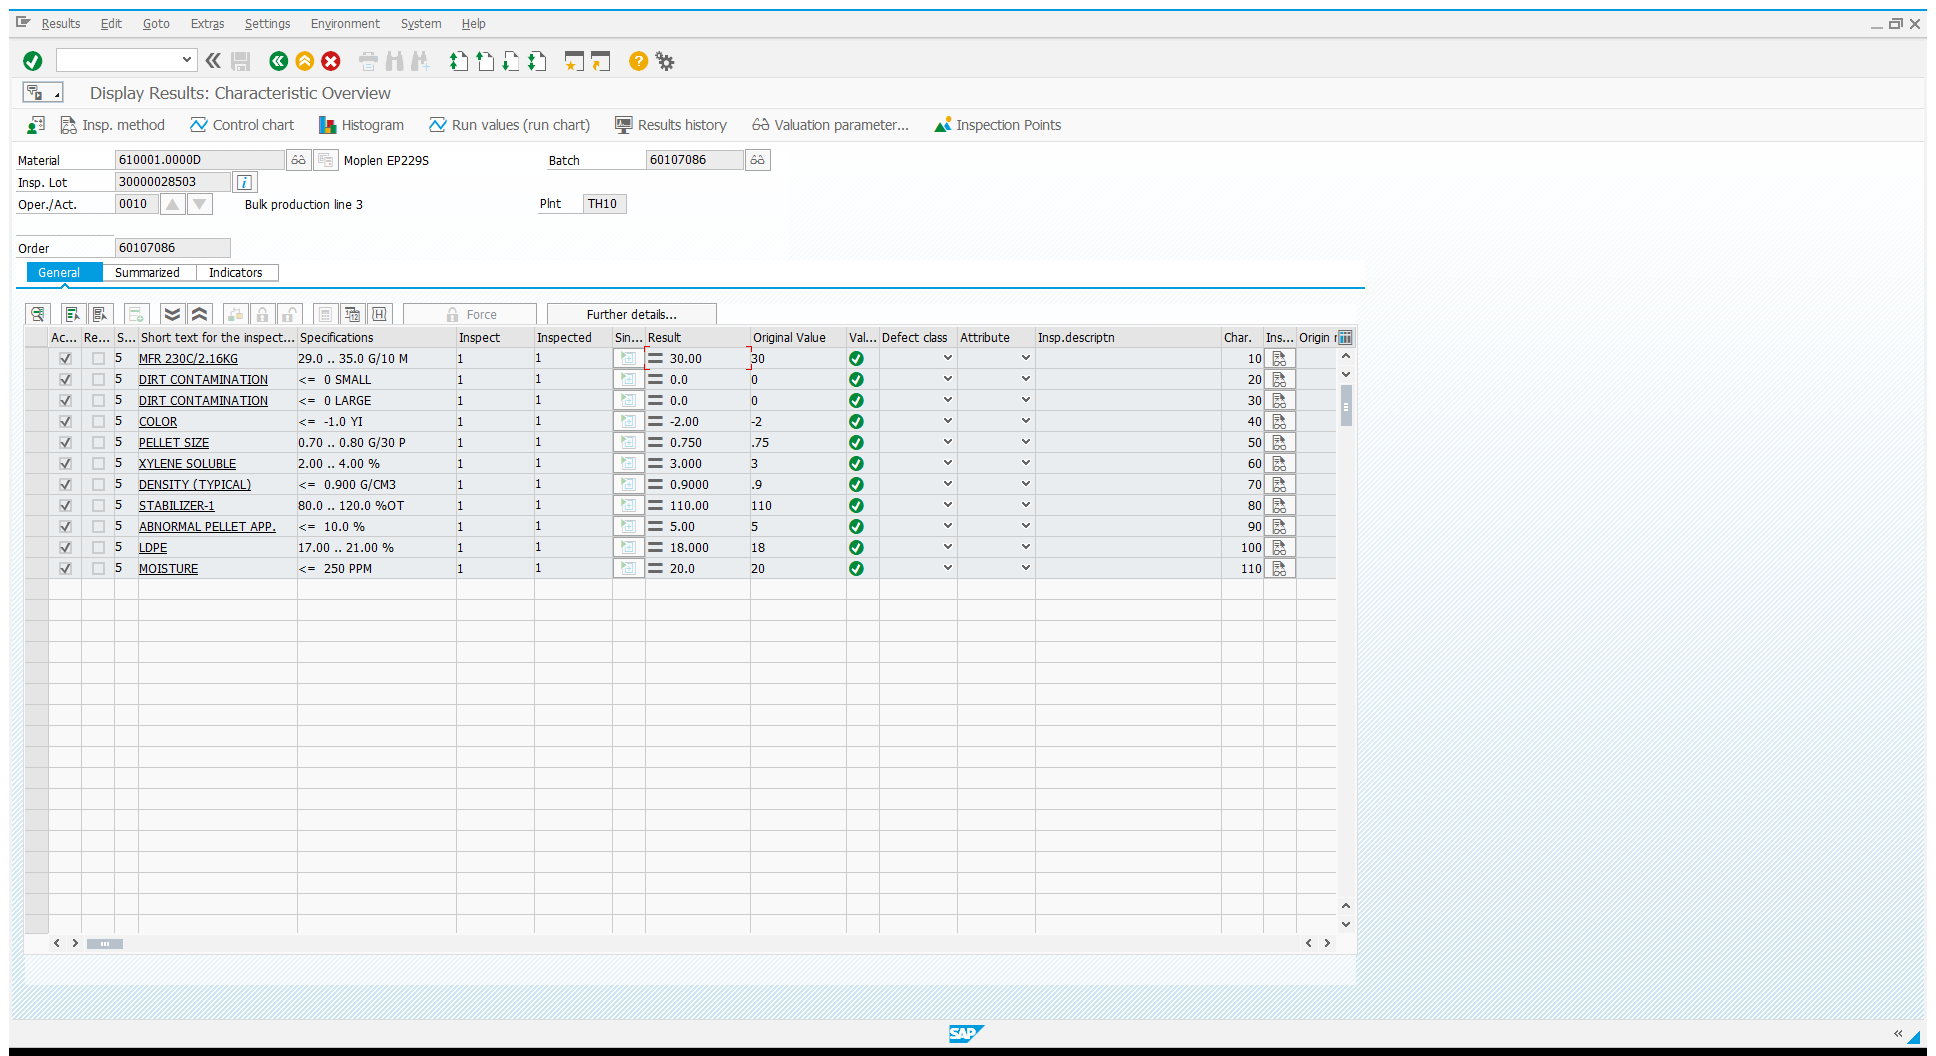 Results Edit Goto Extras Settings Environment System Help
Display Results: Characteristic Overview
Insp. method Control chart Histogram Run values (run chart) Results history Valuation parameter... Inspection Points
Material 610001.0000D Moplen EP229S Batch 60107086
Insp. Lot 30000028503
Oper./Act. 0010 Bulk production line 3 Plnt TH10
Order 60107086
General Summarized Indicators
Force Further details...
Ac... Re... S... Short text for the inspect... Specifications Inspect Inspected Sin... Result Original Value Val... Defect class Attribute Insp.descriptn Char. Ins... Origin r
5 MFR 230C/2.16KG 29.0 .. 35.0 G/10 M 1 1 30.00 30 10
5 DIRT CONTAMINATION <= 0 SMALL 1 1 0.0 0 20
5 DIRT CONTAMINATION <= 0 LARGE 1 1 0.0 0 30
5 COLOR <= -1.0 YI 1 1 -2.00 -2 40
5 PELLET SIZE 0.70 .. 0.80 G/30 P 1 1 0.750 .75 50
5 XYLENE SOLUBLE 2.00 .. 4.00 % 1 1 3.000 3 60
5 DENSITY (TYPICAL) <= 0.900 G/CM3 1 1 0.9000 .9 70
5 STABILIZER-1 80.0 .. 120.0 %OT 1 1 110.00 110 80
5 ABNORMAL PELLET APP. <= 10.0 % 1 1 5.00 5 90
5 LDPE 17.00 .. 21.00 % 1 1 18.000 18 100
5 MOISTURE <= 250 PPM 1 1 20.0 20 110
SAP